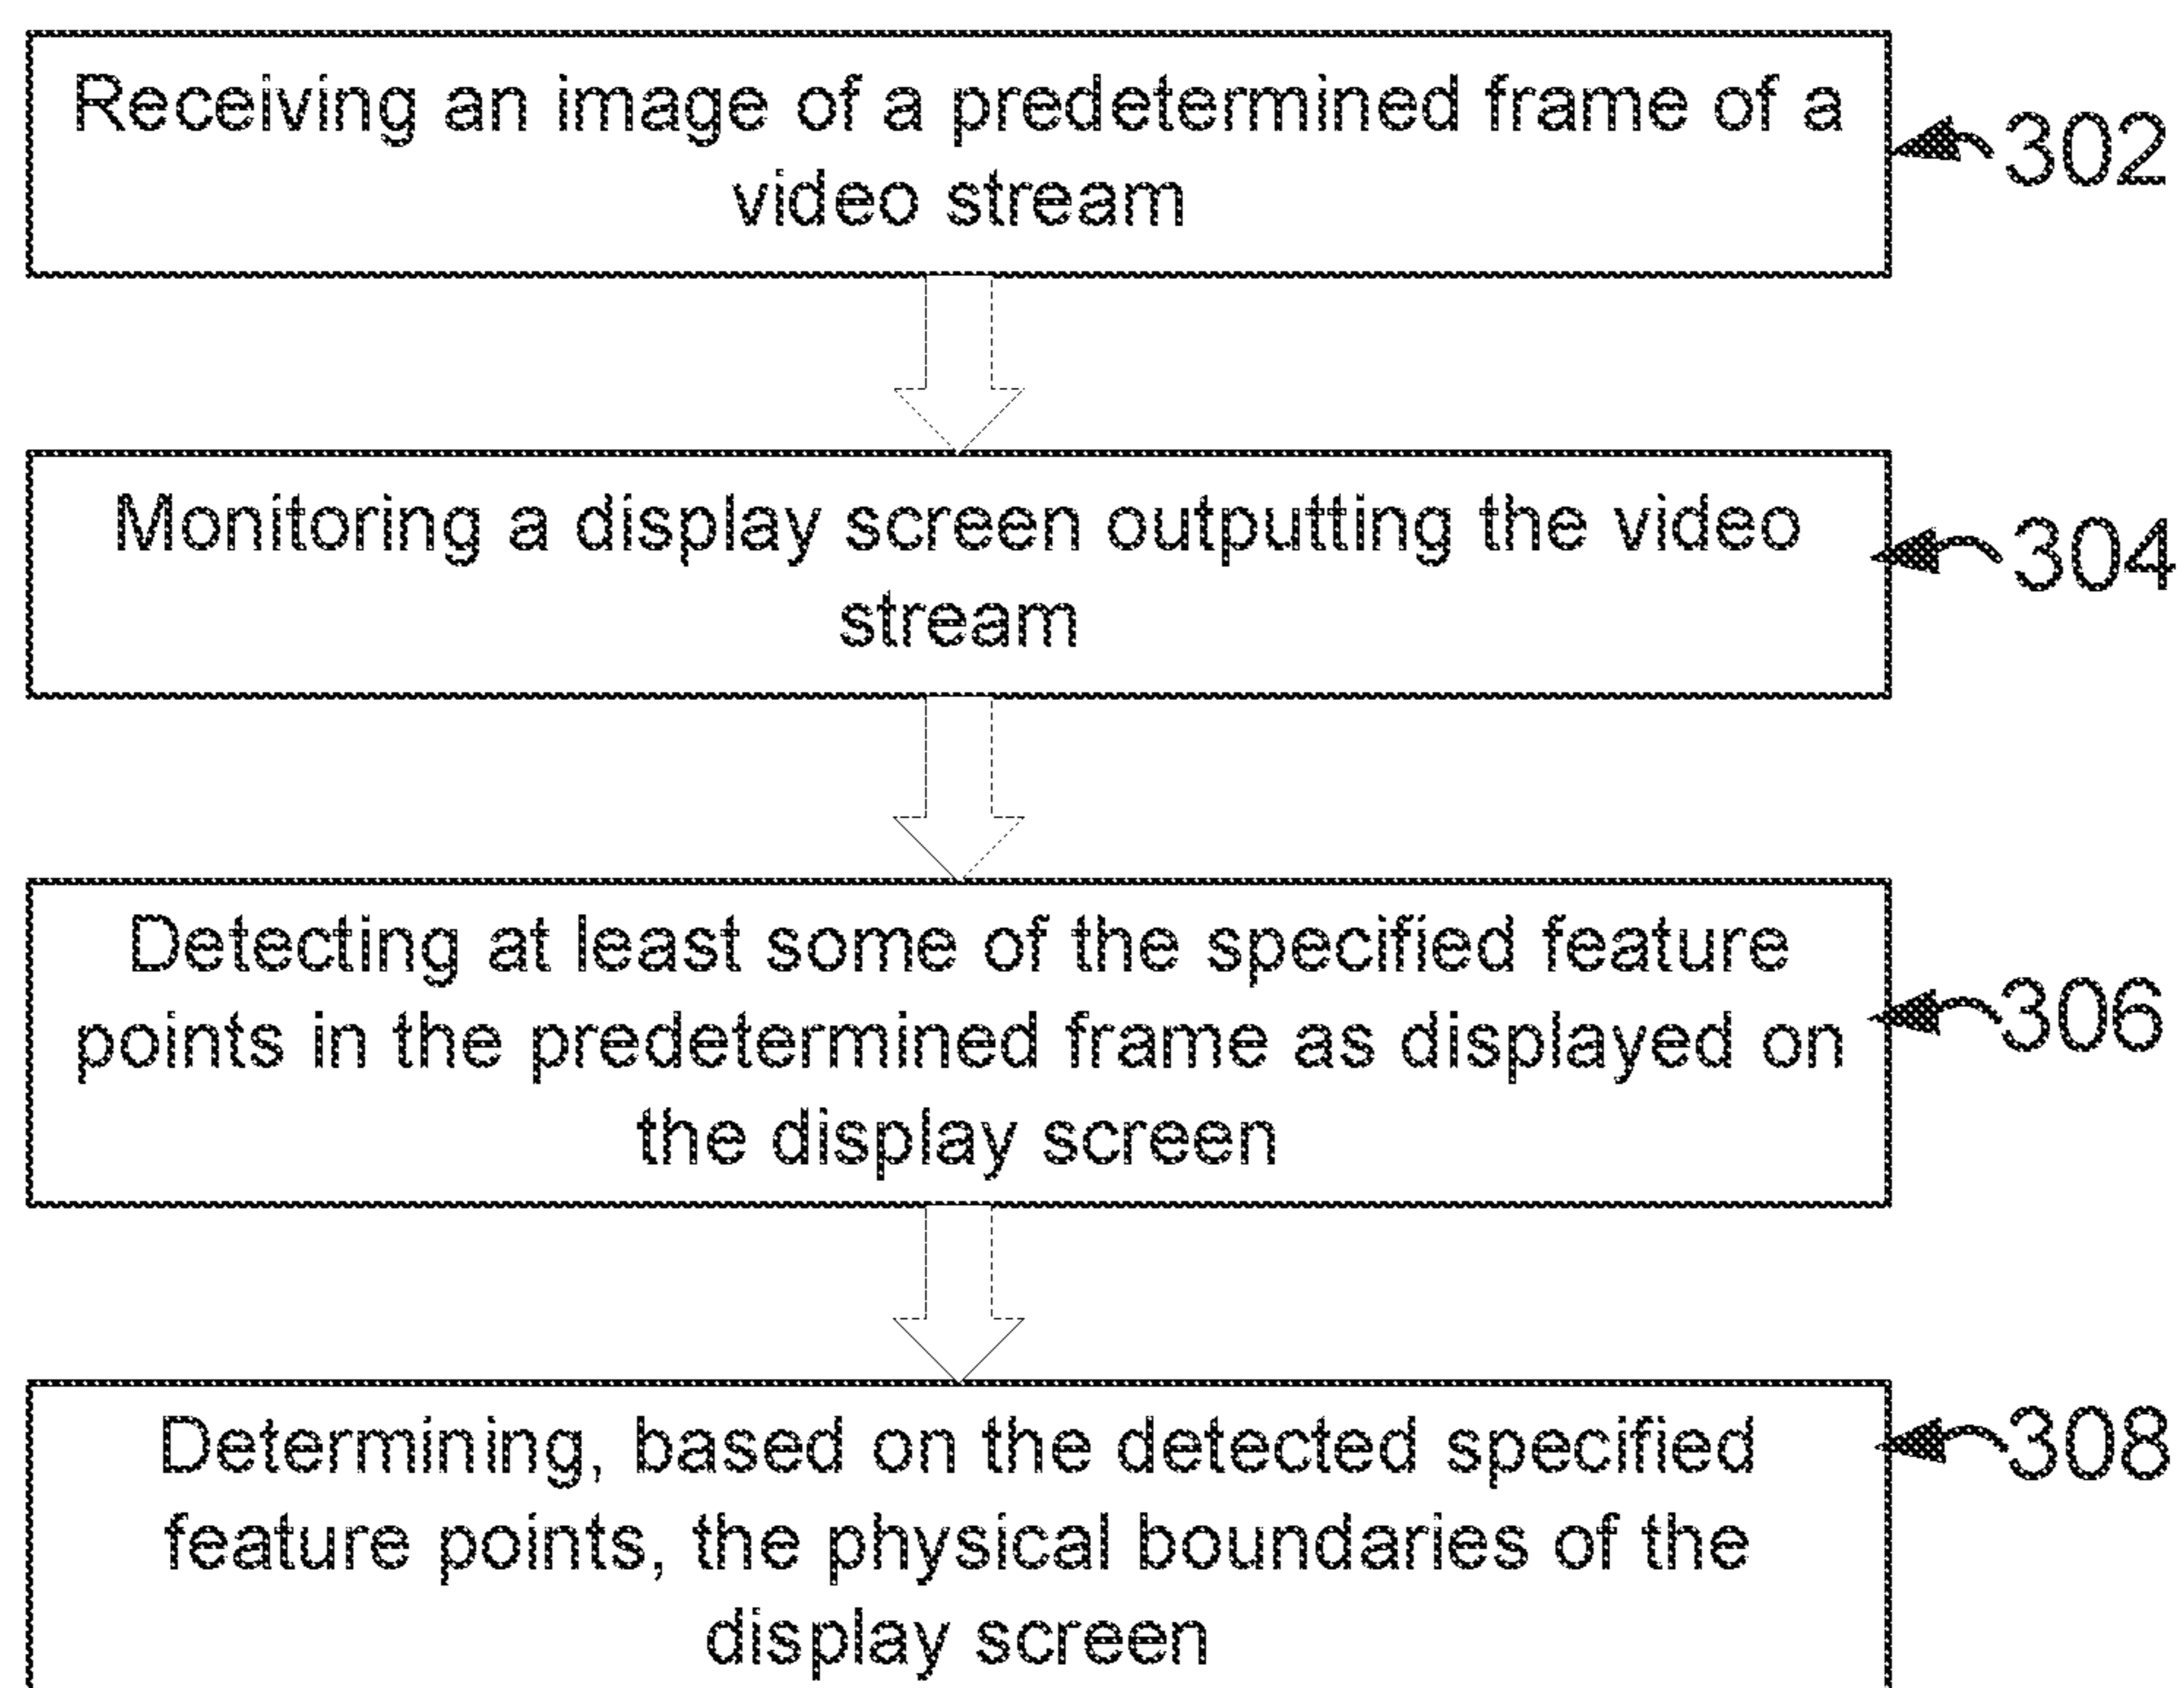 Receiving an image of a predetermined frame of a
video stream
302
Monitoring a display screen outputting the video
stream
304
Detecting at least some of the specified feature
points in the predetermined frame as displayed on
the display screen
306
Determining, based on the detected specified
feature points, the physical boundaries of the
display screen
308